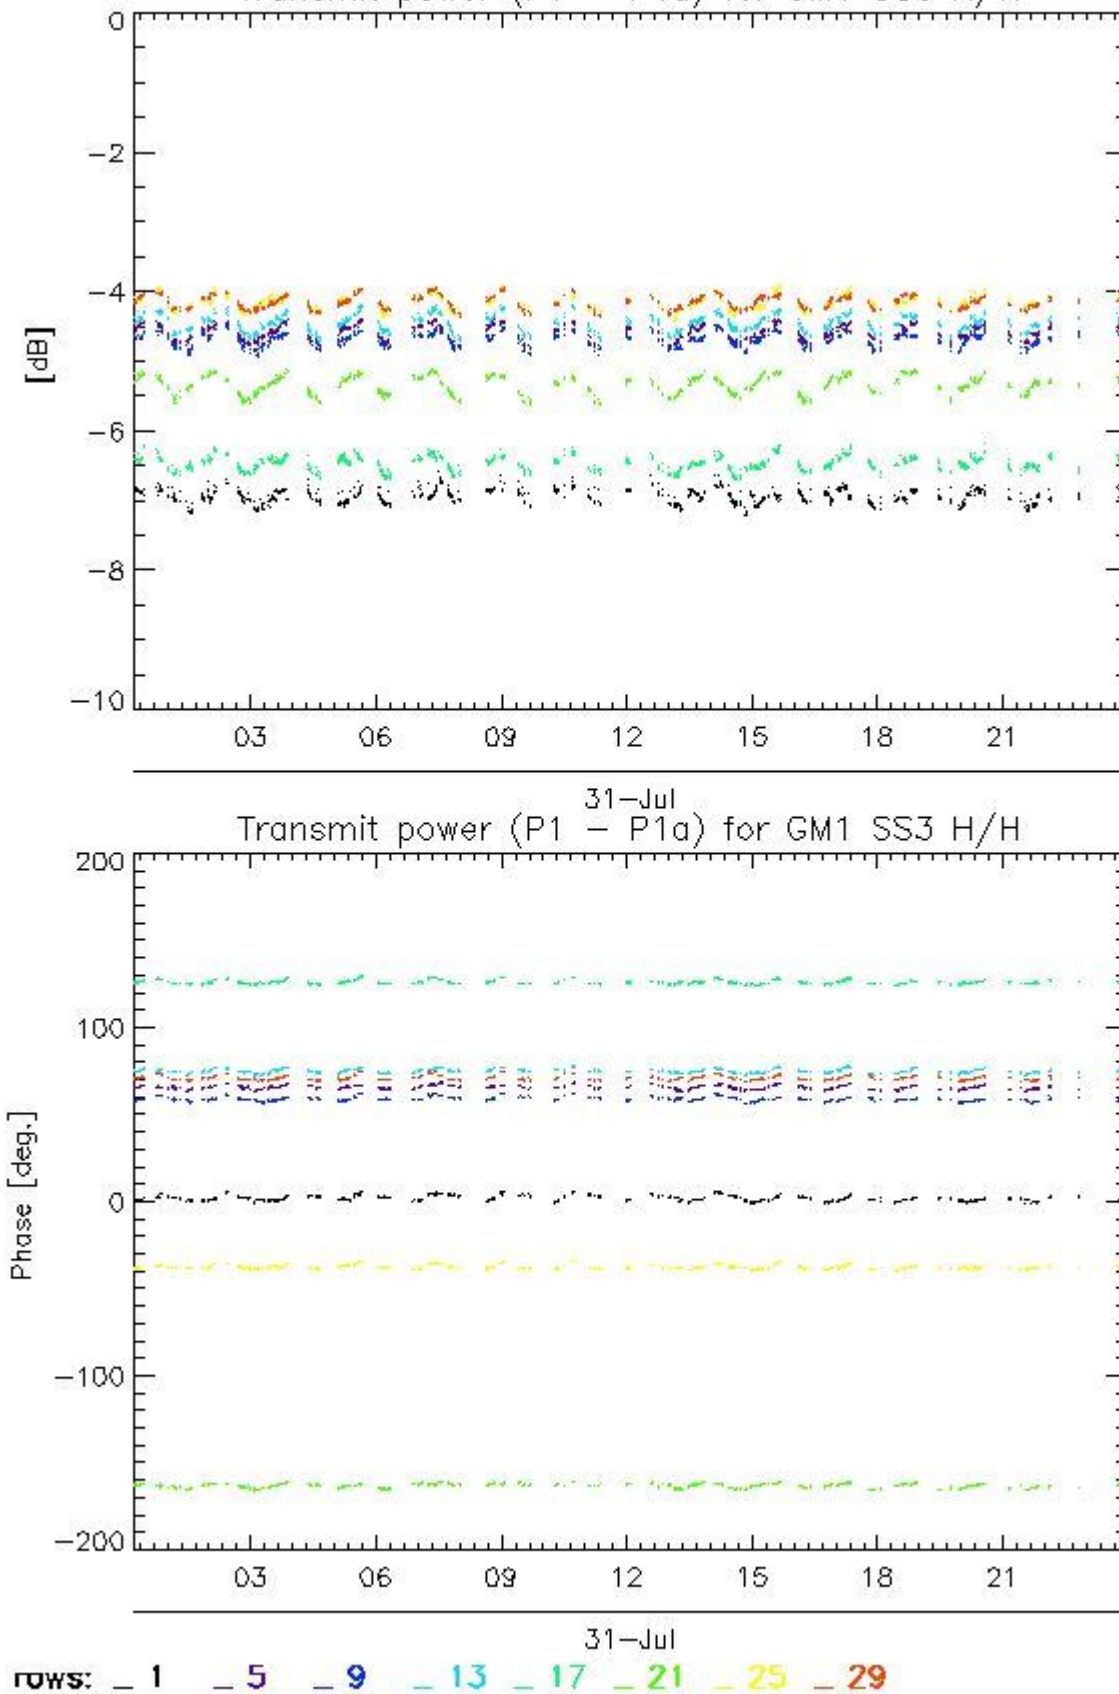 0
-2
-4
[dB]
-6
-8
-10
03 06 09 12 15 18 21
31-Jul
Transmit power (P1 - P1a) for GM1 SS3 H/H
200
100
0
Phase [deg.]
-100
-200
03 06 09 12 15 18 21
31-Jul
rows: _ 1 _ 5 _ 9 _ 13 _ 17 _ 21 _ 25 _ 29